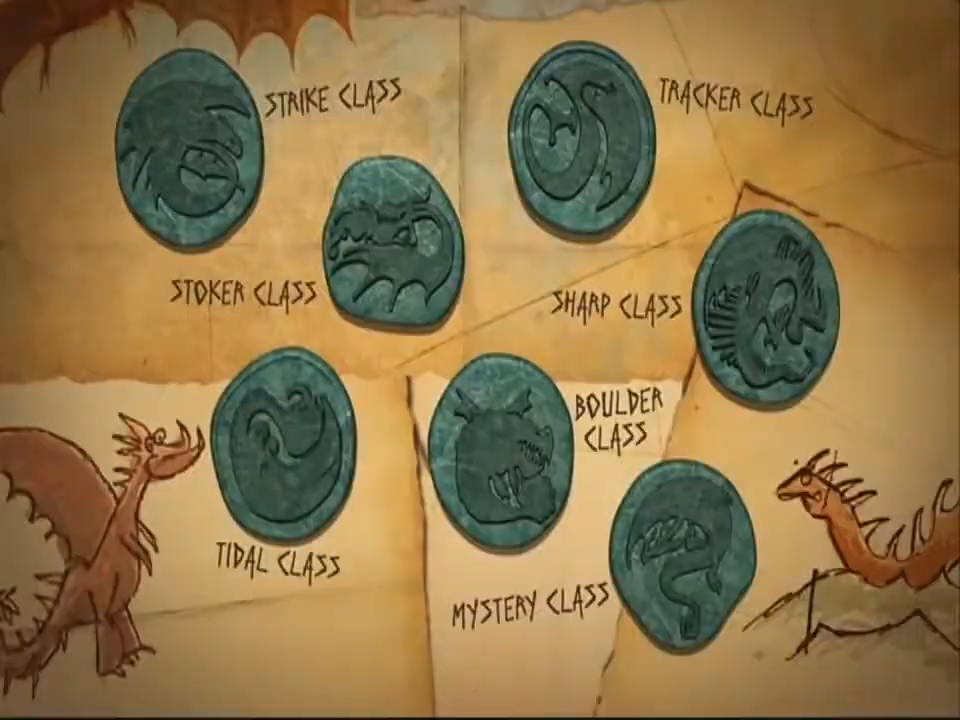 STRIKE CLASS
TRACKER CLASS
STOKER CLASS
SHARP CLASS
BOULDER
CLASS
TIDAL CLASS
MYSTERY CLASS